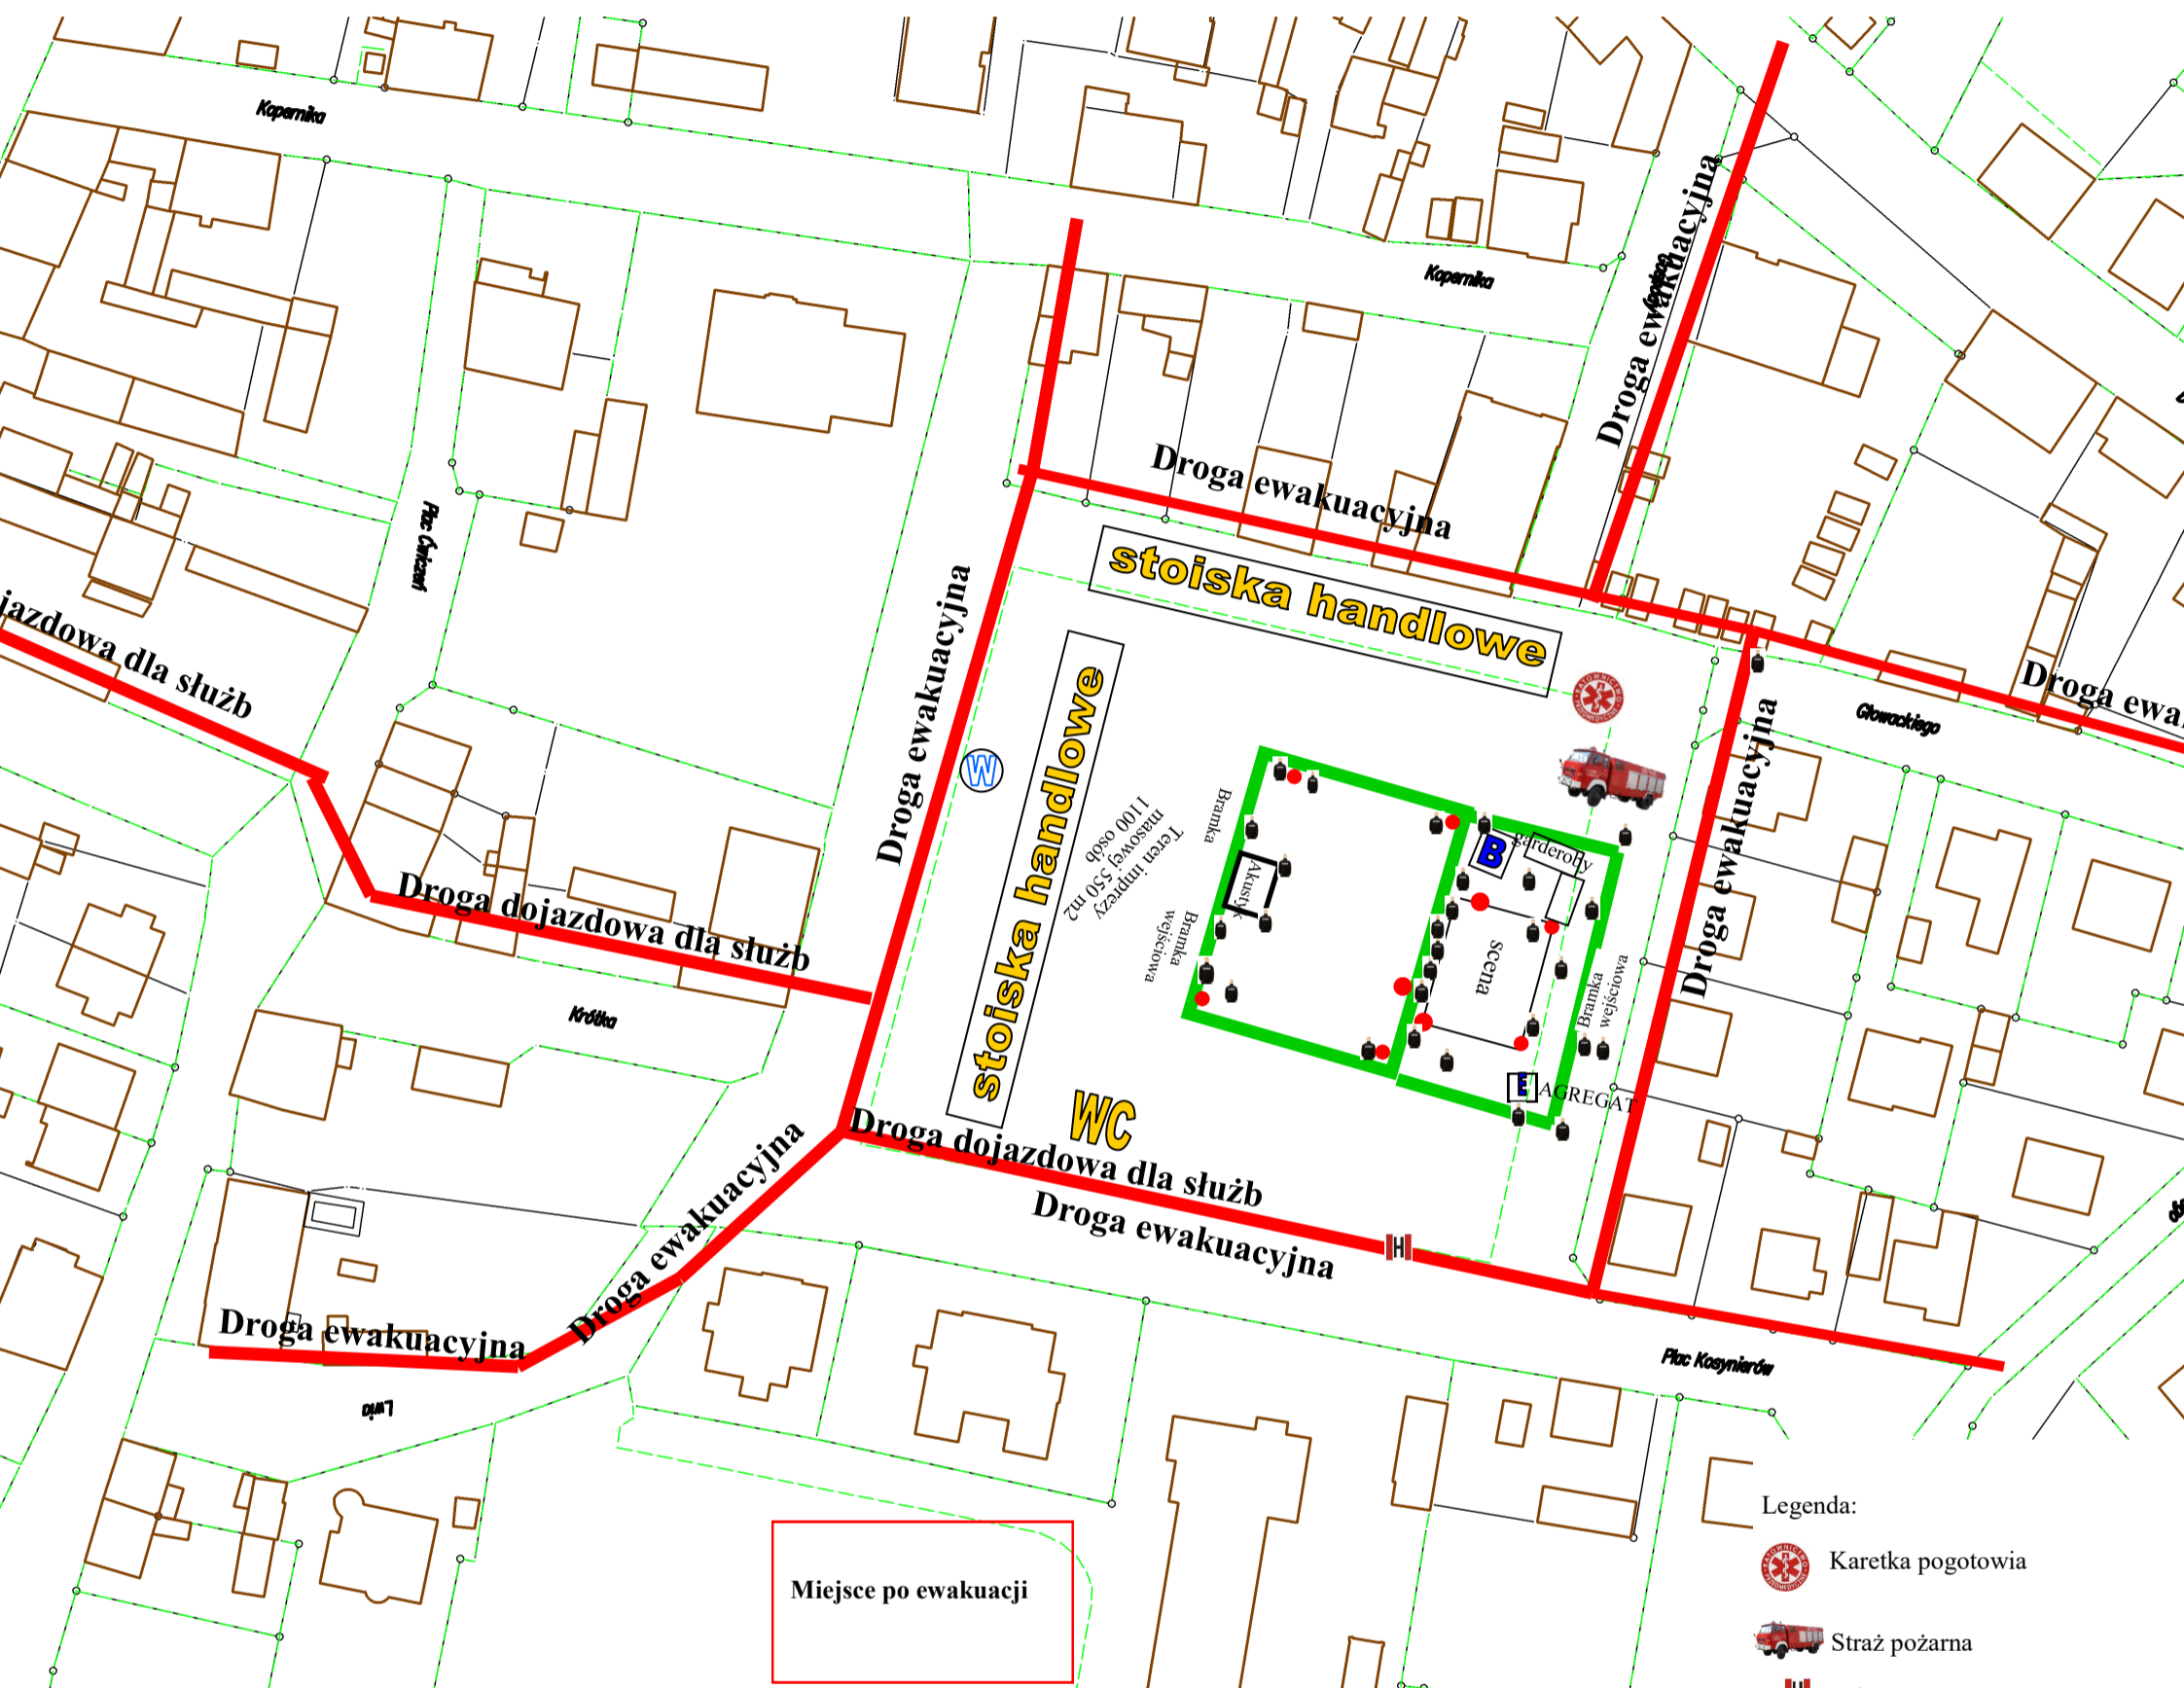 Kopernika
Kopernika
Droga ewakuacyjna
Droga ewakuacyjna
Plac Ćwiczeń
stoiska handlowe
Droga ewakuacyjna
jazdowa dla służb
Droga ewa
Głowackiego
W
stoiska handlowe
Droga ewakuacyjna
Bramka
Teren imprezy
masowej 550 m2
1100 osób
Akustyk
Bramka
wejściowa
B
garderoby
scena
Bramka
wejściowa
E
AGREGAT
Droga dojazdowa dla służb
Krótka
WC
Droga dojazdowa dla służb
Droga ewakuacyjna
Droga ewakuacyjna
H
Droga ewakuacyjna
Lwia
Plac Kosynierów
Miejsce po ewakuacji
Legenda:
Karetka pogotowia
Straż pożarna